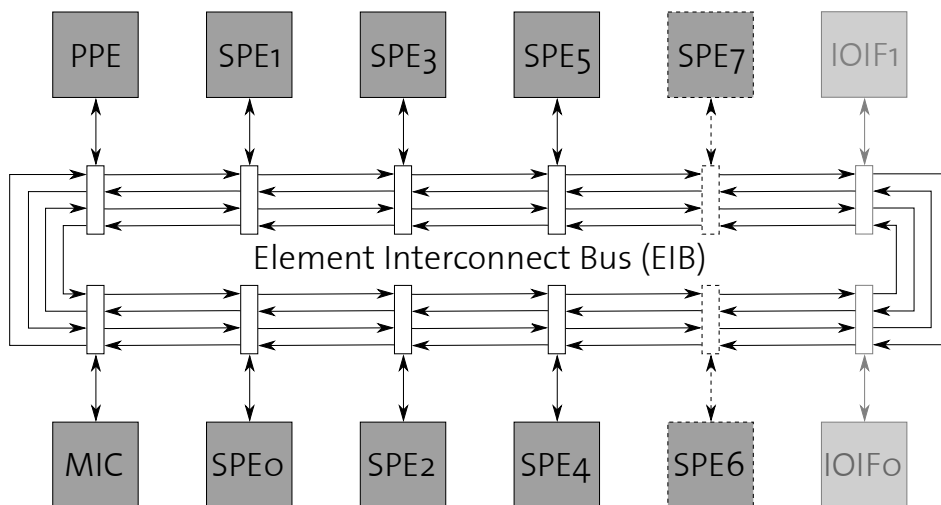 PPE
SPE1
SPE3
SPE5
SPE7
IOIF1
Element Interconnect Bus (EIB)
MIC
SPE0
SPE2
SPE4
SPE6
IOIF0